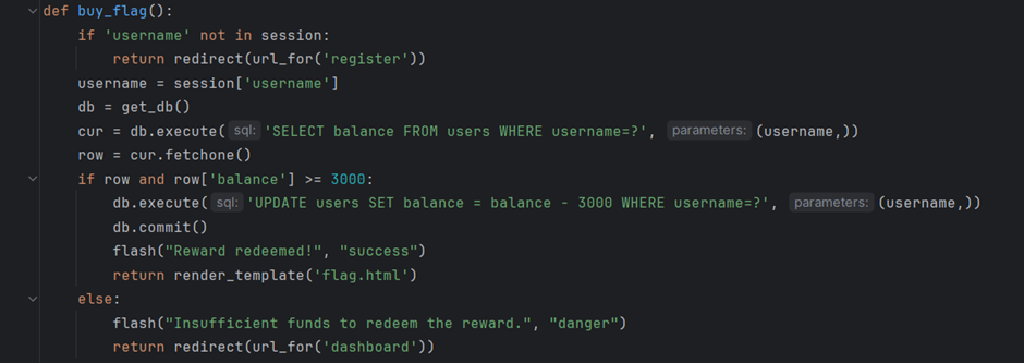 def buy_flag():
    if 'username' not in session:
        return redirect(url_for('register'))
    username = session['username']
    db = get_db()
    cur = db.execute( sql: 'SELECT balance FROM users WHERE username=?', parameters: (username,))
    row = cur.fetchone()
    if row and row['balance'] >= 3000:
        db.execute( sql: 'UPDATE users SET balance = balance - 3000 WHERE username=?', parameters: (username,))
        db.commit()
        flash("Reward redeemed!", "success")
        return render_template('flag.html')
    else:
        flash("Insufficient funds to redeem the reward.", "danger")
        return redirect(url_for('dashboard'))